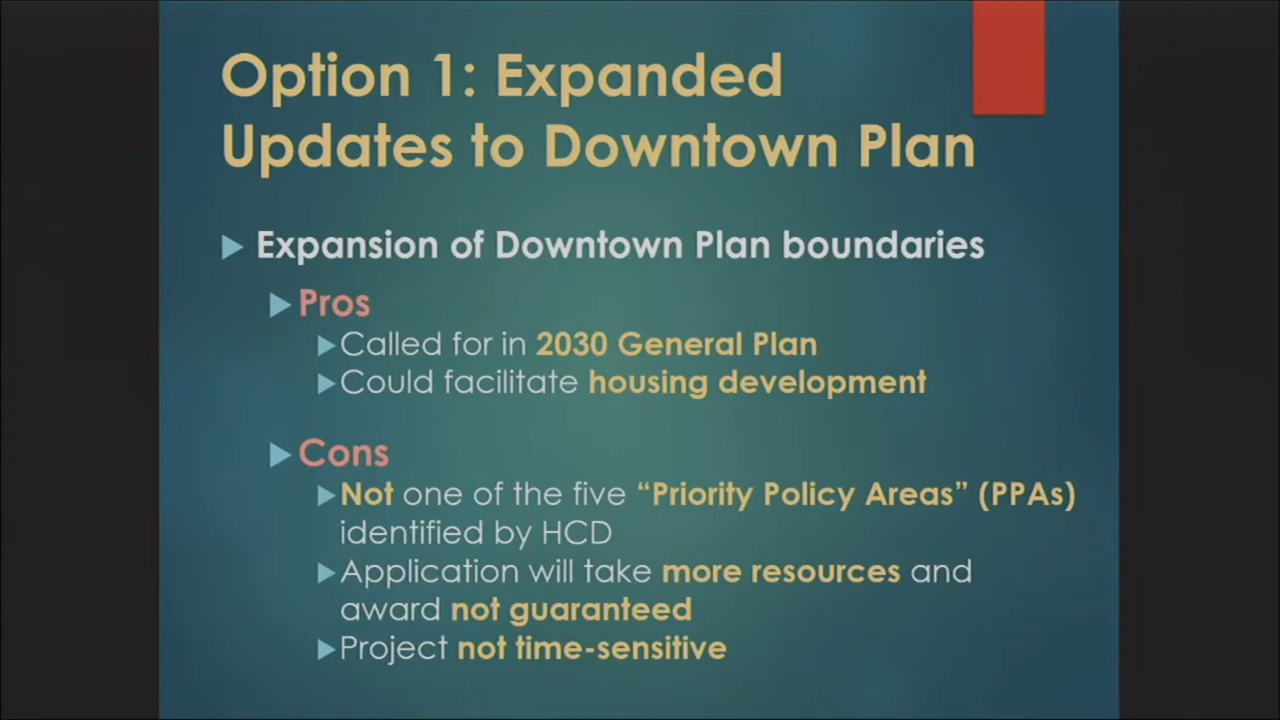 Option 1: Expanded
Updates to Downtown Plan
Expansion of Downtown Plan boundaries
Pros
Called for in 2030 General Plan
Could facilitate housing development
Cons
Not one of the five “Priority Policy Areas” (PPAs)
identified by HCD
Application will take more resources and
award not guaranteed
Project not time-sensitive